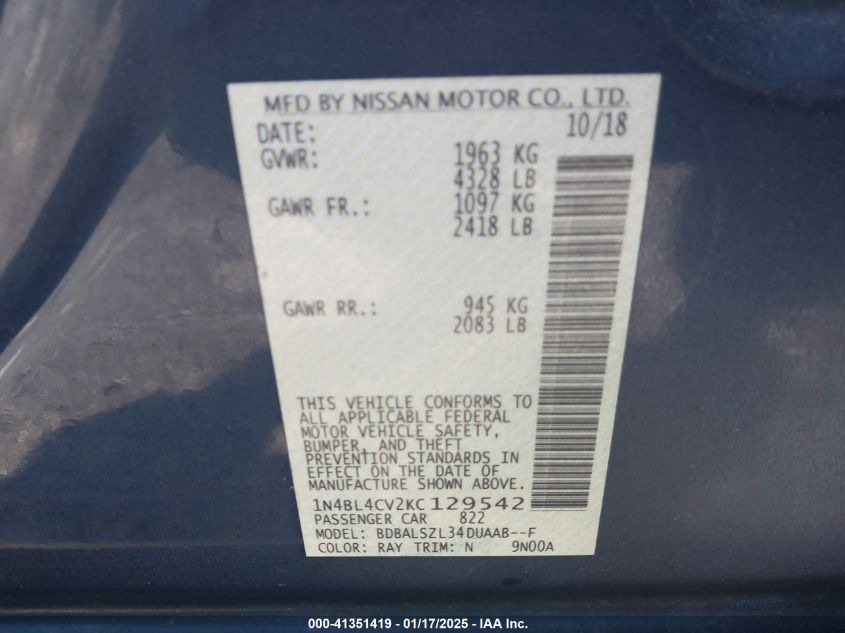 MFD BY NISSAN MOTOR CO., LTD.
DATE: 10/18
GVWR: 1963 KG
4328 LB
GAWR FR.: 1097 KG
2418 LB
GAWR RR.: 945 KG
2083 LB
THIS VEHICLE CONFORMS TO
ALL APPLICABLE FEDERAL
MOTOR VEHICLE SAFETY,
BUMPER, AND THEFT
PREVENTION STANDARDS IN
EFFECT ON THE DATE OF
MANUFACTURE SHOWN ABOVE.
1N4BL4CV2KC129542
PASSENGER CAR 822
MODEL: BDBALSZL34DUAAB--F
COLOR: RAY TRIM: N 9N00A
000-41351419 - 01/17/2025 - IAA Inc.